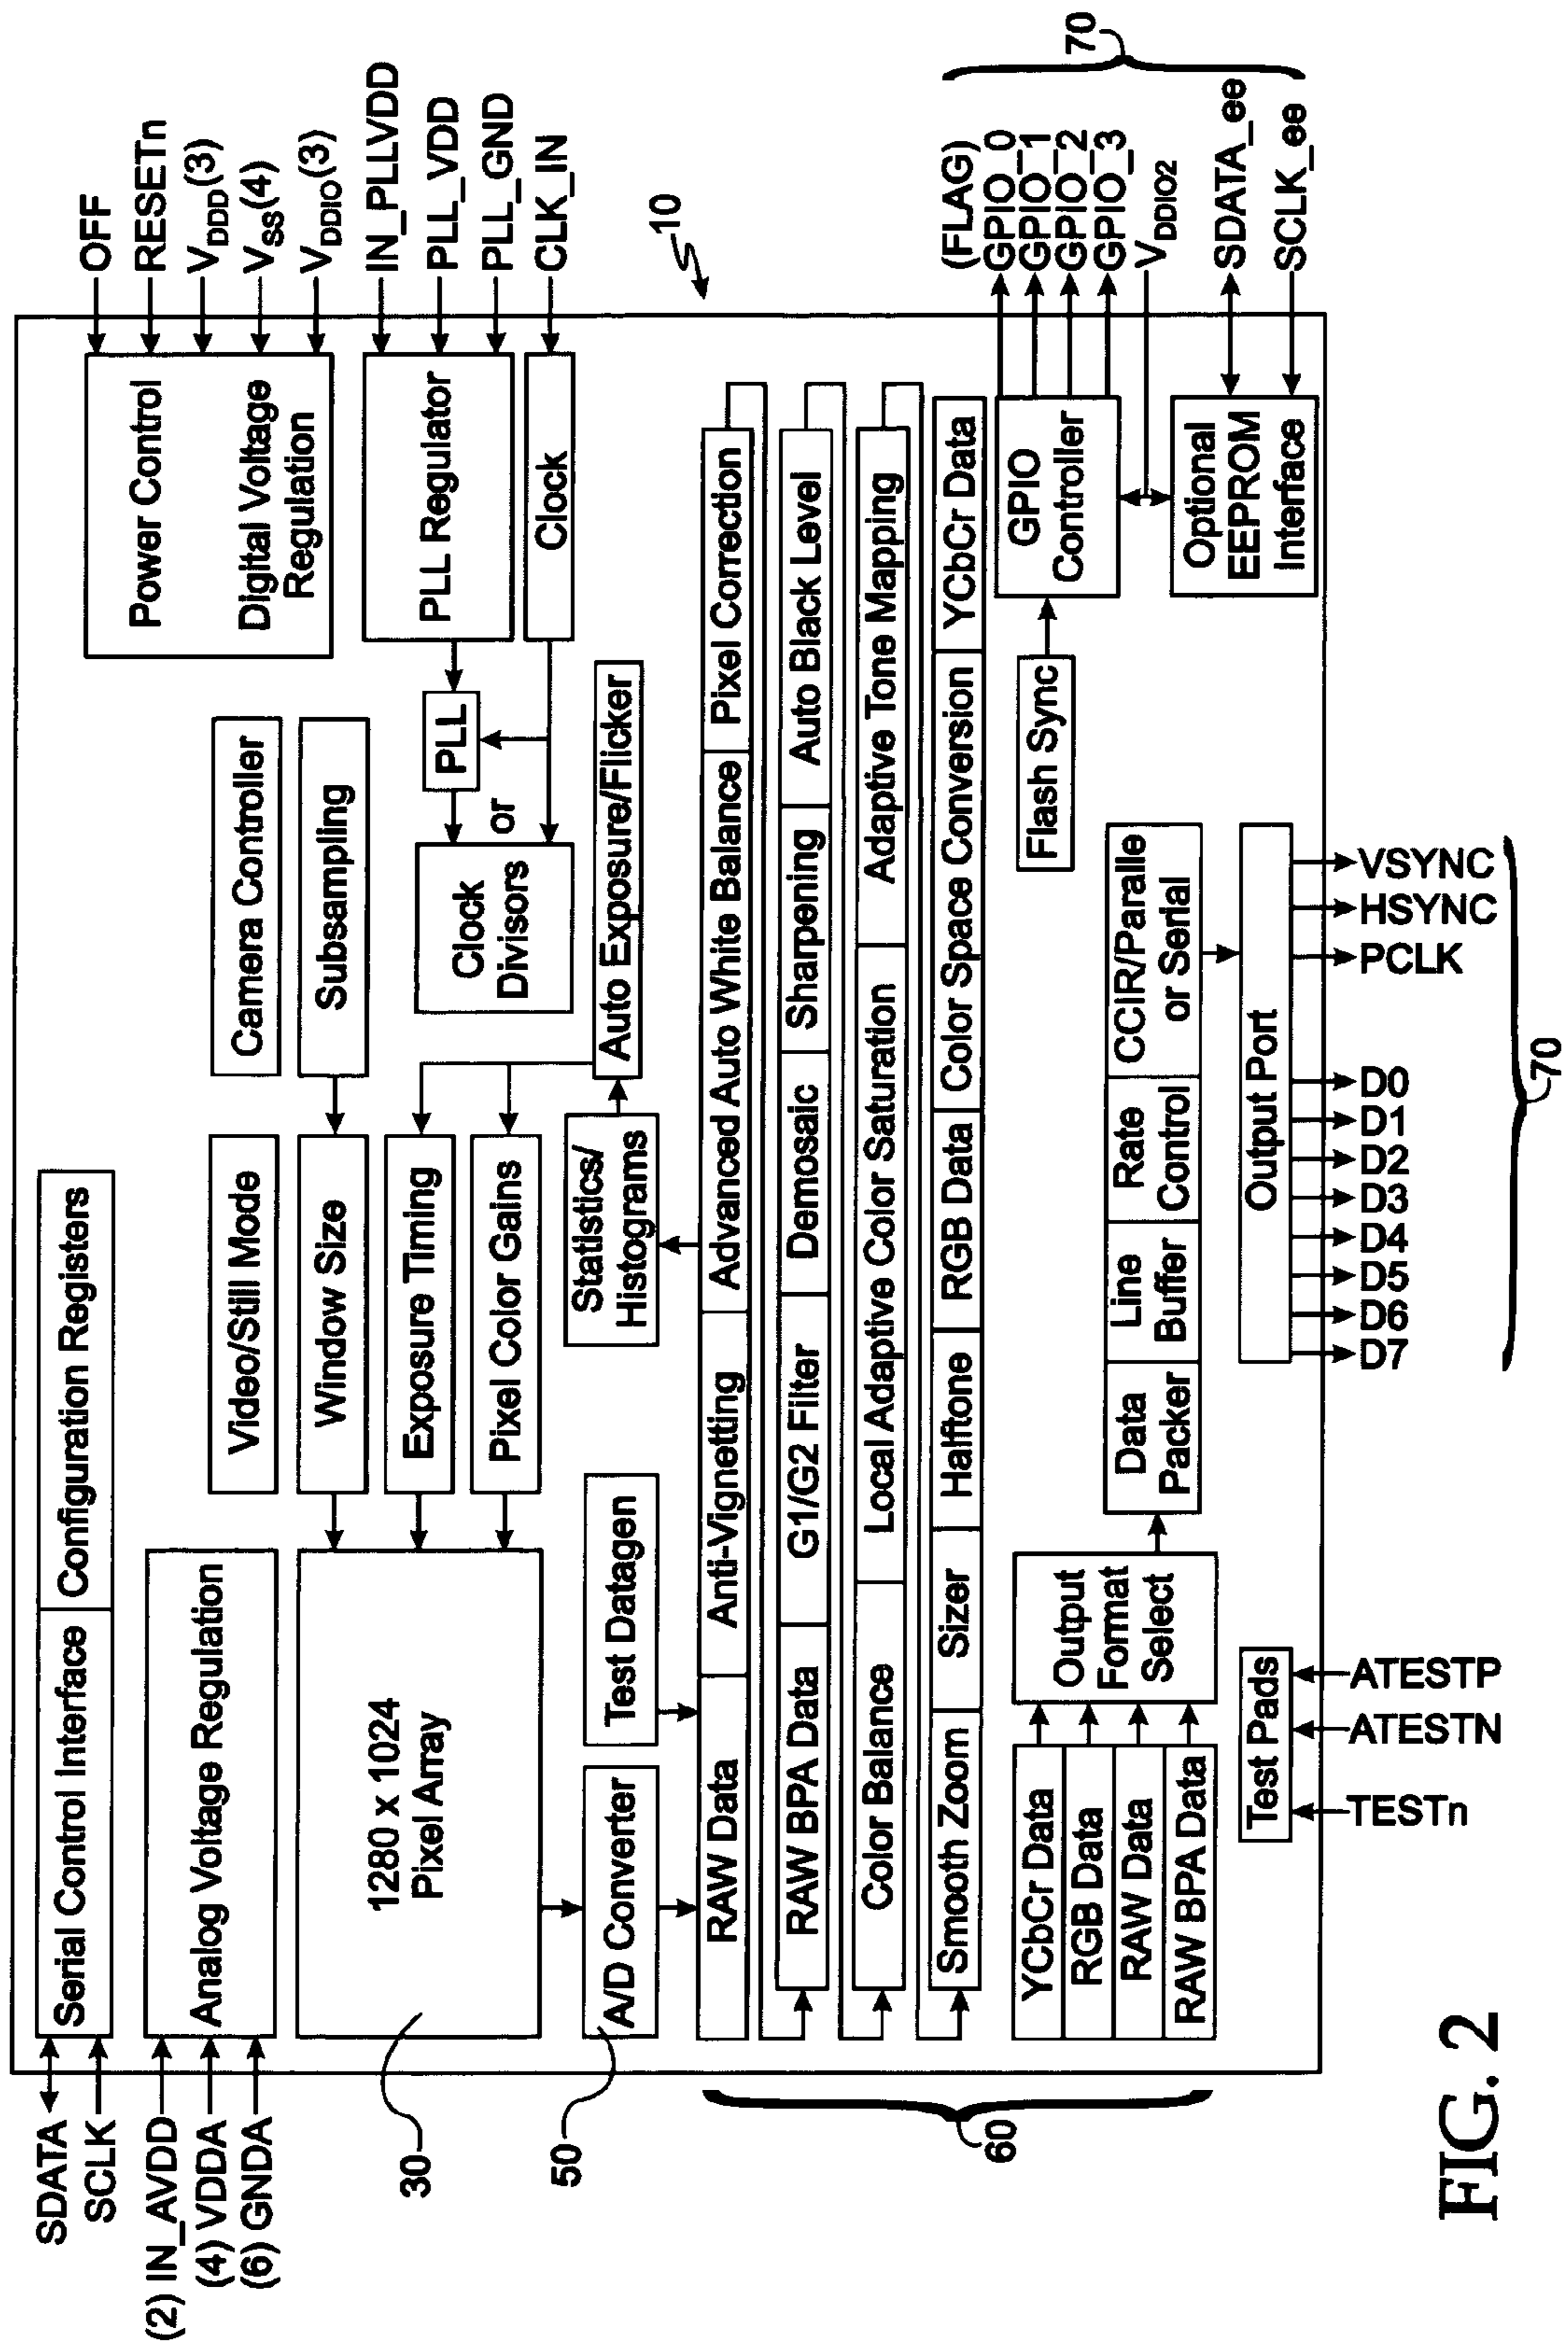 SDATA
SCLK
(2) IN_AVDD
(4) VDDA
(6) GNDA
Serial Control Interface
Configuration Registers
Analog Voltage Regulation
Video/Still Mode
Camera Controller
Power Control
Digital Voltage
Regulation
OFF
RESETn
VDDD(3)
VSS(4)
VDDIO(3)
30
1280 x 1024
Pixel Array
Window Size
Subsampling
Exposure Timing
Pixel Color Gains
Clock
Divisors
or
PLL
PLL Regulator
Clock
IN_PLLVDD
PLL_VDD
PLL_GND
CLK_IN
50
A/D Converter
Test Datagen
Statistics/
Histograms
Auto Exposure/Flicker
10
60
RAW Data
Anti-Vignetting
Advanced Auto White Balance
Pixel Correction
RAW BPA Data
G1/G2 Filter
Demosaic
Sharpening
Auto Black Level
Color Balance
Local Adaptive Color Saturation
Adaptive Tone Mapping
Smooth Zoom
Sizer
Halftone
RGB Data
Color Space Conversion
YCbCr Data
YCbCr Data
RGB Data
RAW Data
RAW BPA Data
Output
Format
Select
Data
Packer
Line
Buffer
Rate
Control
CCIR/Paralle
or Serial
Flash Sync
GPIO
Controller
(FLAG)
GPIO_0
GPIO_1
GPIO_2
GPIO_3
VDDIO2
Optional
EEPROM
Interface
SDATA_ee
SCLK_ee
70
Test Pads
TESTn
ATESTN
ATESTP
Output Port
D7
D6
D5
D4
D3
D2
D1
D0
PCLK
HSYNC
VSYNC
70
FIG. 2